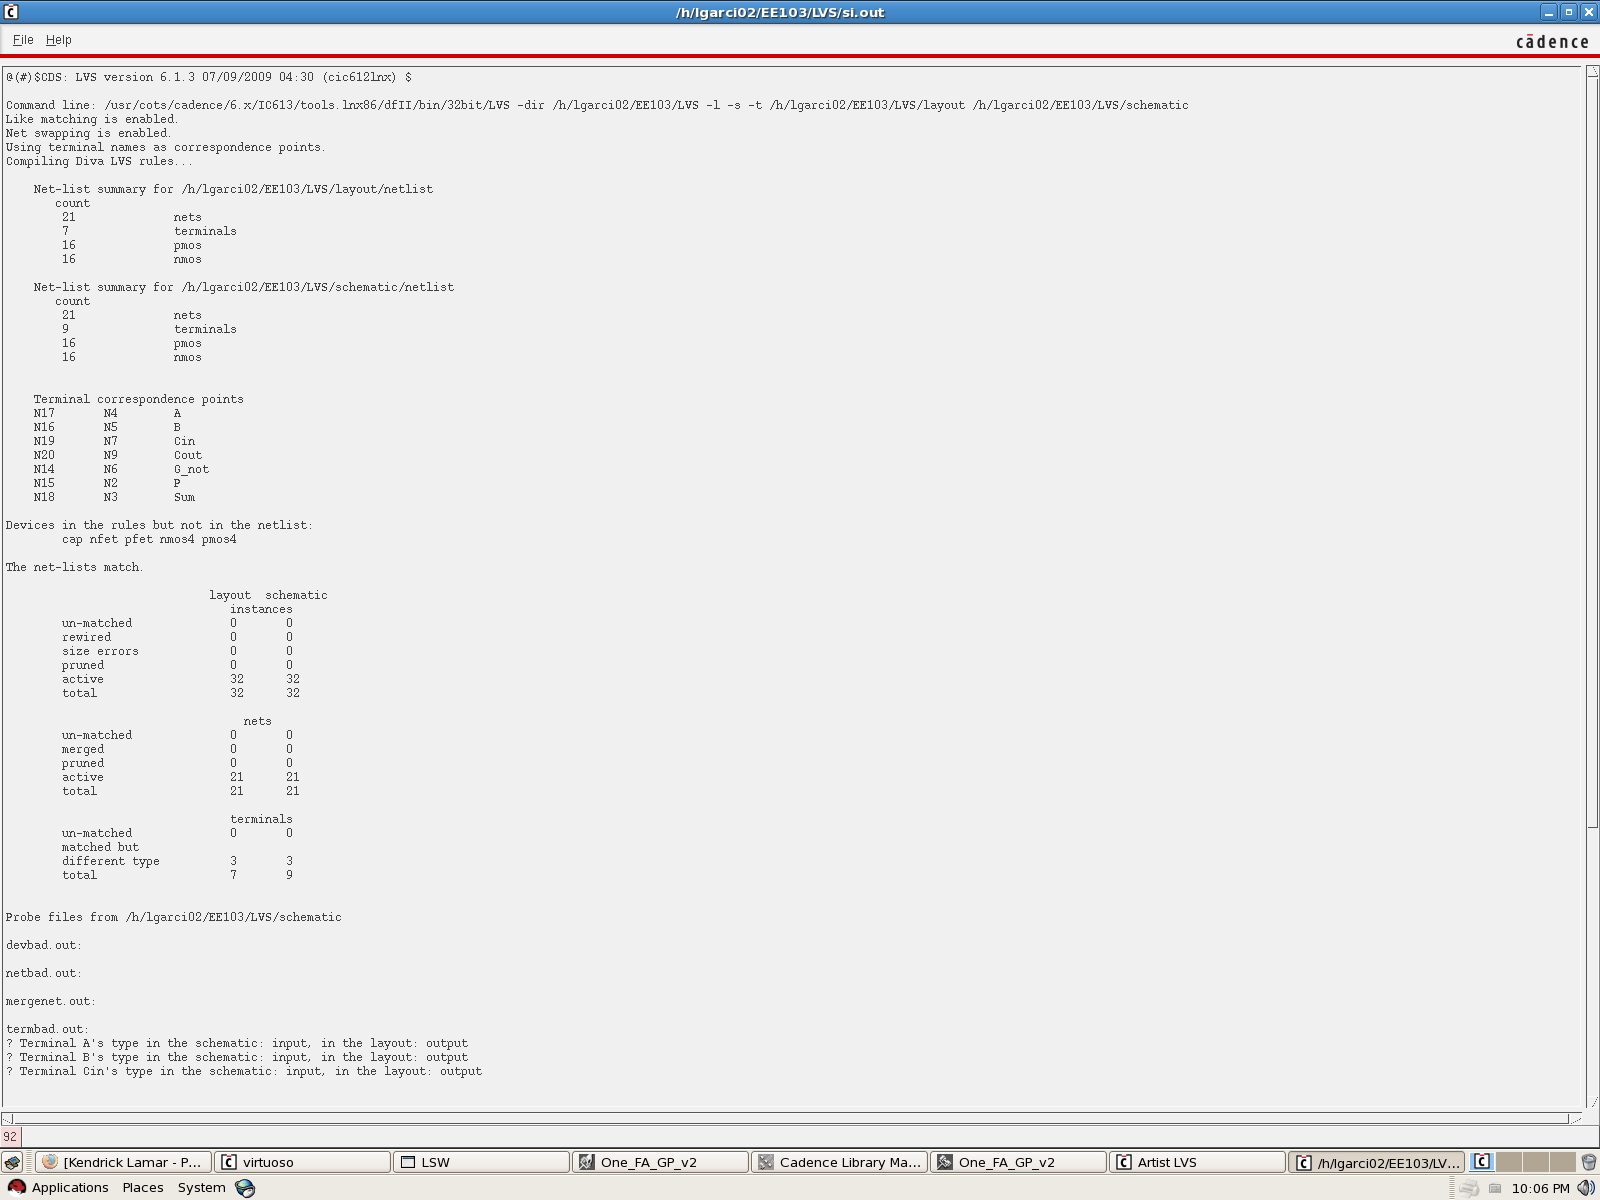 /h/lgarci02/EE103/LVS/si.out
File Help
cādence
@(#)$CDS: LVS version 6.1.3 07/09/2009 04:30 (cic612lnx) $
Command line: /usr/cots/cadence/6.x/IC613/tools.lnx86/dfII/bin/32bit/LVS -dir /h/lgarci02/EE103/LVS -l -s -t /h/lgarci02/EE103/LVS/layout /h/lgarci02/EE103/LVS/schematic
Like matching is enabled.
Net swapping is enabled.
Using terminal names as correspondence points.
Compiling Diva LVS rules...
Net-list summary for /h/lgarci02/EE103/LVS/layout/netlist
count
21 nets
7 terminals
16 pmos
16 nmos
Net-list summary for /h/lgarci02/EE103/LVS/schematic/netlist
count
21 nets
9 terminals
16 pmos
16 nmos
Terminal correspondence points
N17 N4 A
N16 N5 B
N19 N7 Cin
N20 N9 Cout
N14 N6 G_not
N15 N2 P
N18 N3 Sum
Devices in the rules but not in the netlist:
cap nfet pfet nmos4 pmos4
The net-lists match.
layout schematic
instances
un-matched 0 0
rewired 0 0
size errors 0 0
pruned 0 0
active 32 32
total 32 32
nets
un-matched 0 0
merged 0 0
pruned 0 0
active 21 21
total 21 21
terminals
un-matched 0 0
matched but
different type 3 3
total 7 9
Probe files from /h/lgarci02/EE103/LVS/schematic
devbad.out:
netbad.out:
mergenet.out:
termbad.out:
? Terminal A's type in the schematic: input, in the layout: output
? Terminal B's type in the schematic: input, in the layout: output
? Terminal Cin's type in the schematic: input, in the layout: output
92
[Kendrick Lamar - P... virtuoso LSW One_FA_GP_v2 Cadence Library Ma... One_FA_GP_v2 Artist LVS /h/lgarci02/EE103/LV...
Applications Places System 10:06 PM